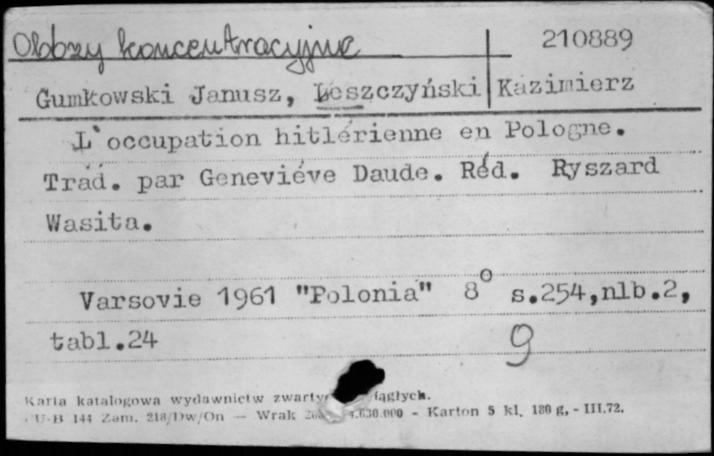 Obozy koncentracyjne
210889
Gumkowski Janusz, Leszczyński Kazimierz
L'occupation hitlérienne en Pologne.
Trad. par Geneviéve Daude. Réd. Ryszard
Wasita.
Varsovie 1961 "Polonia" 8° s.254,nlb.2,
tabl.24
9
Karta katalogowa wydawnictw
U-B 144 Zam. 218/Dw/On — Wrak - Karton 5 kl. 180 g, - III.72.